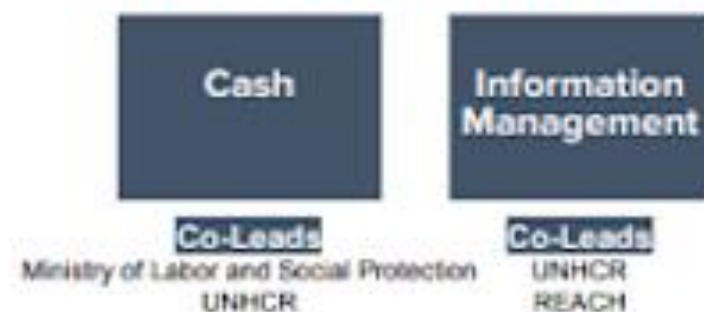 Cash
Information
Management
Co-Leads
Ministry of Labor and Social Protection
UNHCR
Co-Leads
UNHCR
REACH